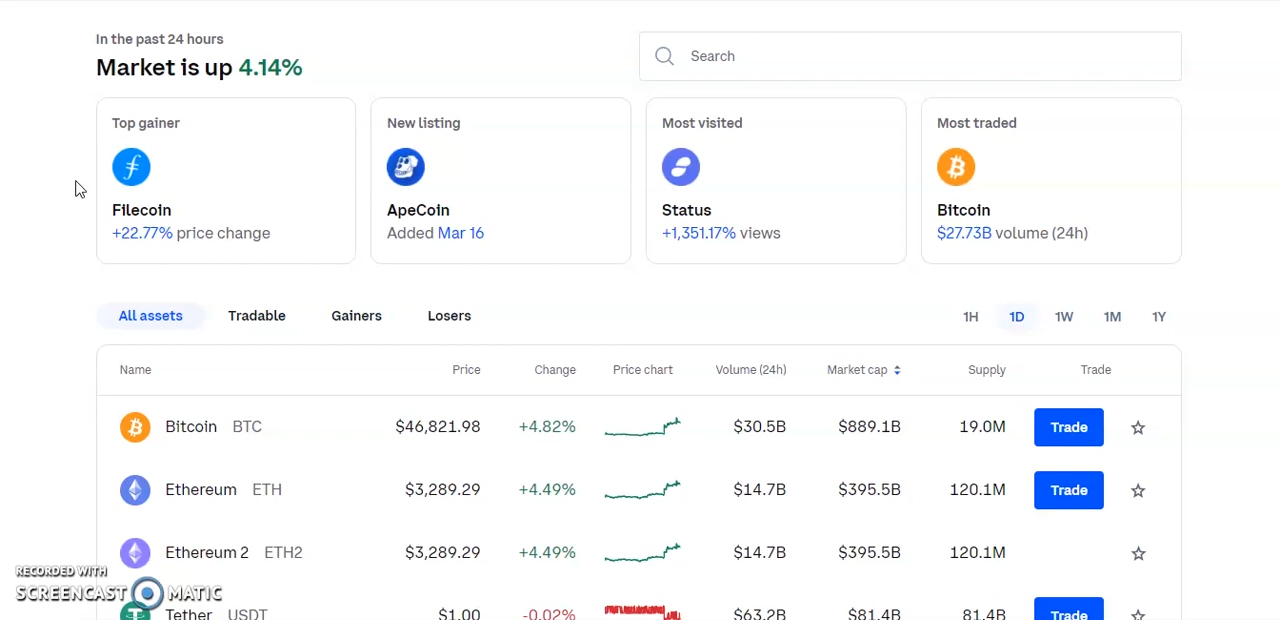 In the past 24 hours
Market is up 4.14%
Search
Top gainer
Filecoin
+22.77% price change
New listing
ApeCoin
Added Mar 16
Most visited
Status
+1,351.17% views
Most traded
Bitcoin
$27.73B volume (24h)
All assets Tradable Gainers Losers 1H 1D 1W 1M 1Y
Name Price Change Price chart Volume (24h) Market cap Supply Trade
Bitcoin BTC $46,821.98 +4.82% $30.5B $889.1B 19.0M Trade
Ethereum ETH $3,289.29 +4.49% $14.7B $395.5B 120.1M Trade
Ethereum 2 ETH2 $3,289.29 +4.49% $14.7B $395.5B 120.1M
Tether USDT $1.00 -0.02% $63.2B $81.4B 81.4B Trade
RECORDED WITH
SCREENCAST MATIC